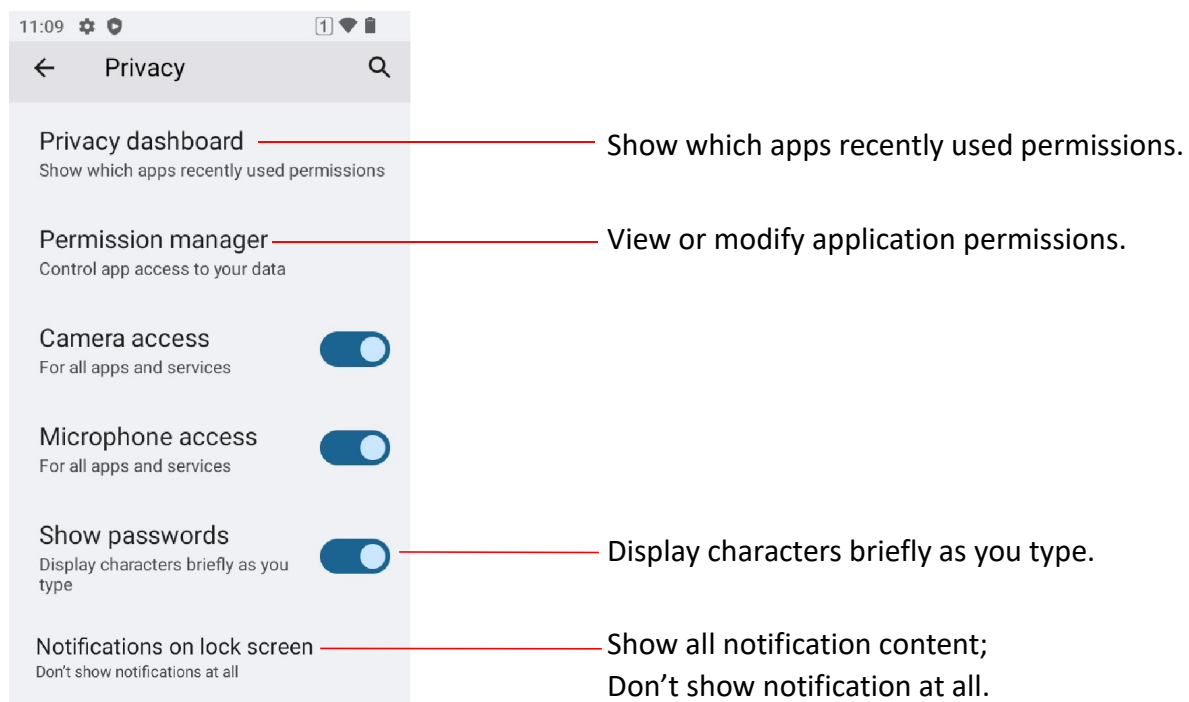 11:09
1
Privacy
Privacy dashboard
Show which apps recently used permissions
Show which apps recently used permissions.
Permission manager
Control app access to your data
View or modify application permissions.
Camera access
For all apps and services
Microphone access
For all apps and services
Show passwords
Display characters briefly as you
type
Display characters briefly as you type.
Notifications on lock screen
Don't show notifications at all
Show all notification content;
Don’t show notification at all.